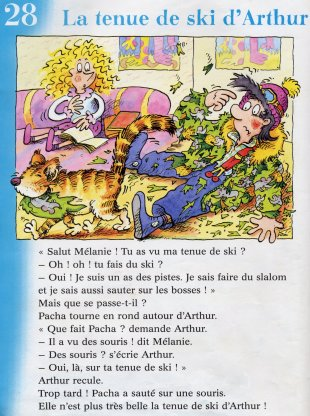 28 La tenue de ski d'Arthur
« Salut Mélanie ! Tu as vu ma tenue de ski ?
– Oh ! oh ! tu fais du ski ?
– Oui ! Je suis un as des pistes. Je sais faire du slalom
et je sais aussi sauter sur les bosses ! »
Mais que se passe-t-il ?
Pacha tourne en rond autour d'Arthur.
« Que fait Pacha ? demande Arthur.
– Il a vu des souris ! dit Mélanie.
– Des souris ? s'écrie Arthur.
– Oui, là, sur ta tenue de ski ! »
Arthur recule.
Trop tard ! Pacha a sauté sur une souris.
Elle n'est plus très belle la tenue de ski d'Arthur !